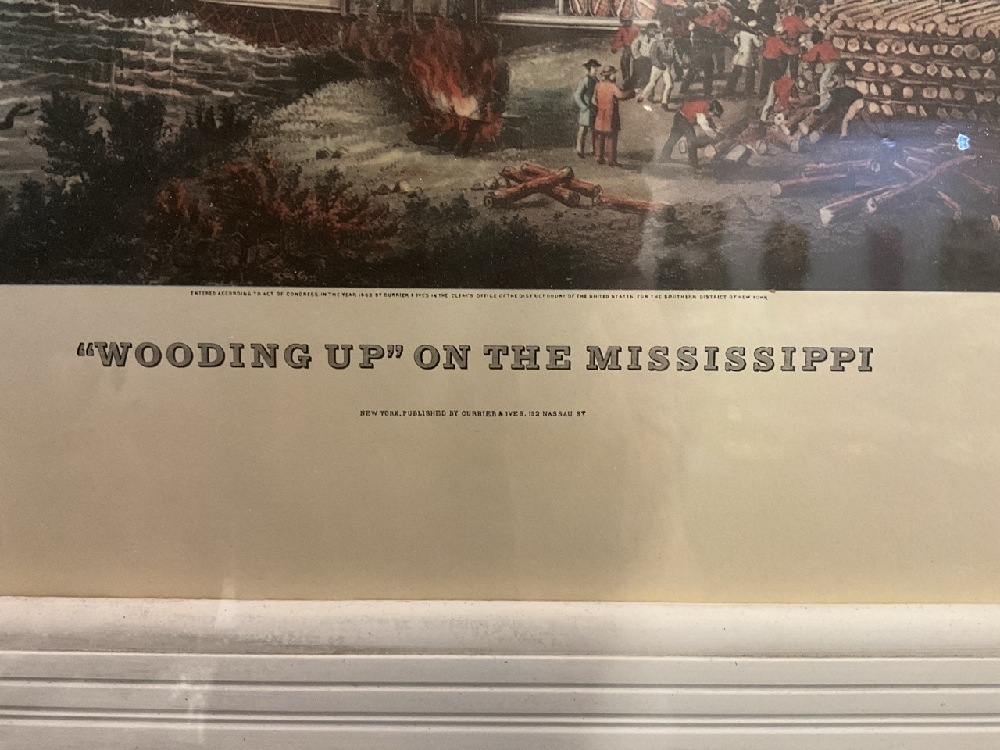 ENTERED ACCORDING TO ACT OF CONGRESS IN THE YEAR 1863 BY CURRIER & IVES IN THE CLERK'S OFFICE OF THE DISTRICT COURT OF THE UNITED STATES FOR THE SOUTHERN DISTRICT OF NEW YORK
"WOODING UP" ON THE MISSISSIPPI
NEW YORK, PUBLISHED BY CURRIER & IVES, 152 NASSAU ST